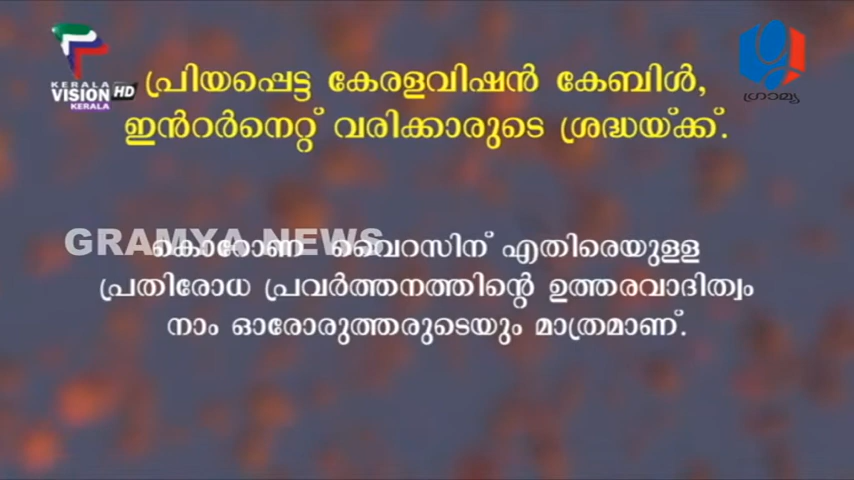 KERALA
VISION HD
KERALA
ഗ്രാമ്യ
പ്രിയപ്പെട്ട കേരളവിഷൻ കേബിൾ,
ഇൻറർനെറ്റ് വരിക്കാരുടെ ശ്രദ്ധയ്ക്ക്.
GRAMYA NEWS
കൊറോണ വൈറസിന് എതിരെയുള്ള
പ്രതിരോധ പ്രവർത്തനത്തിന്റെ ഉത്തരവാദിത്വം
നാം ഓരോരുത്തരുടെയും മാത്രമാണ്.